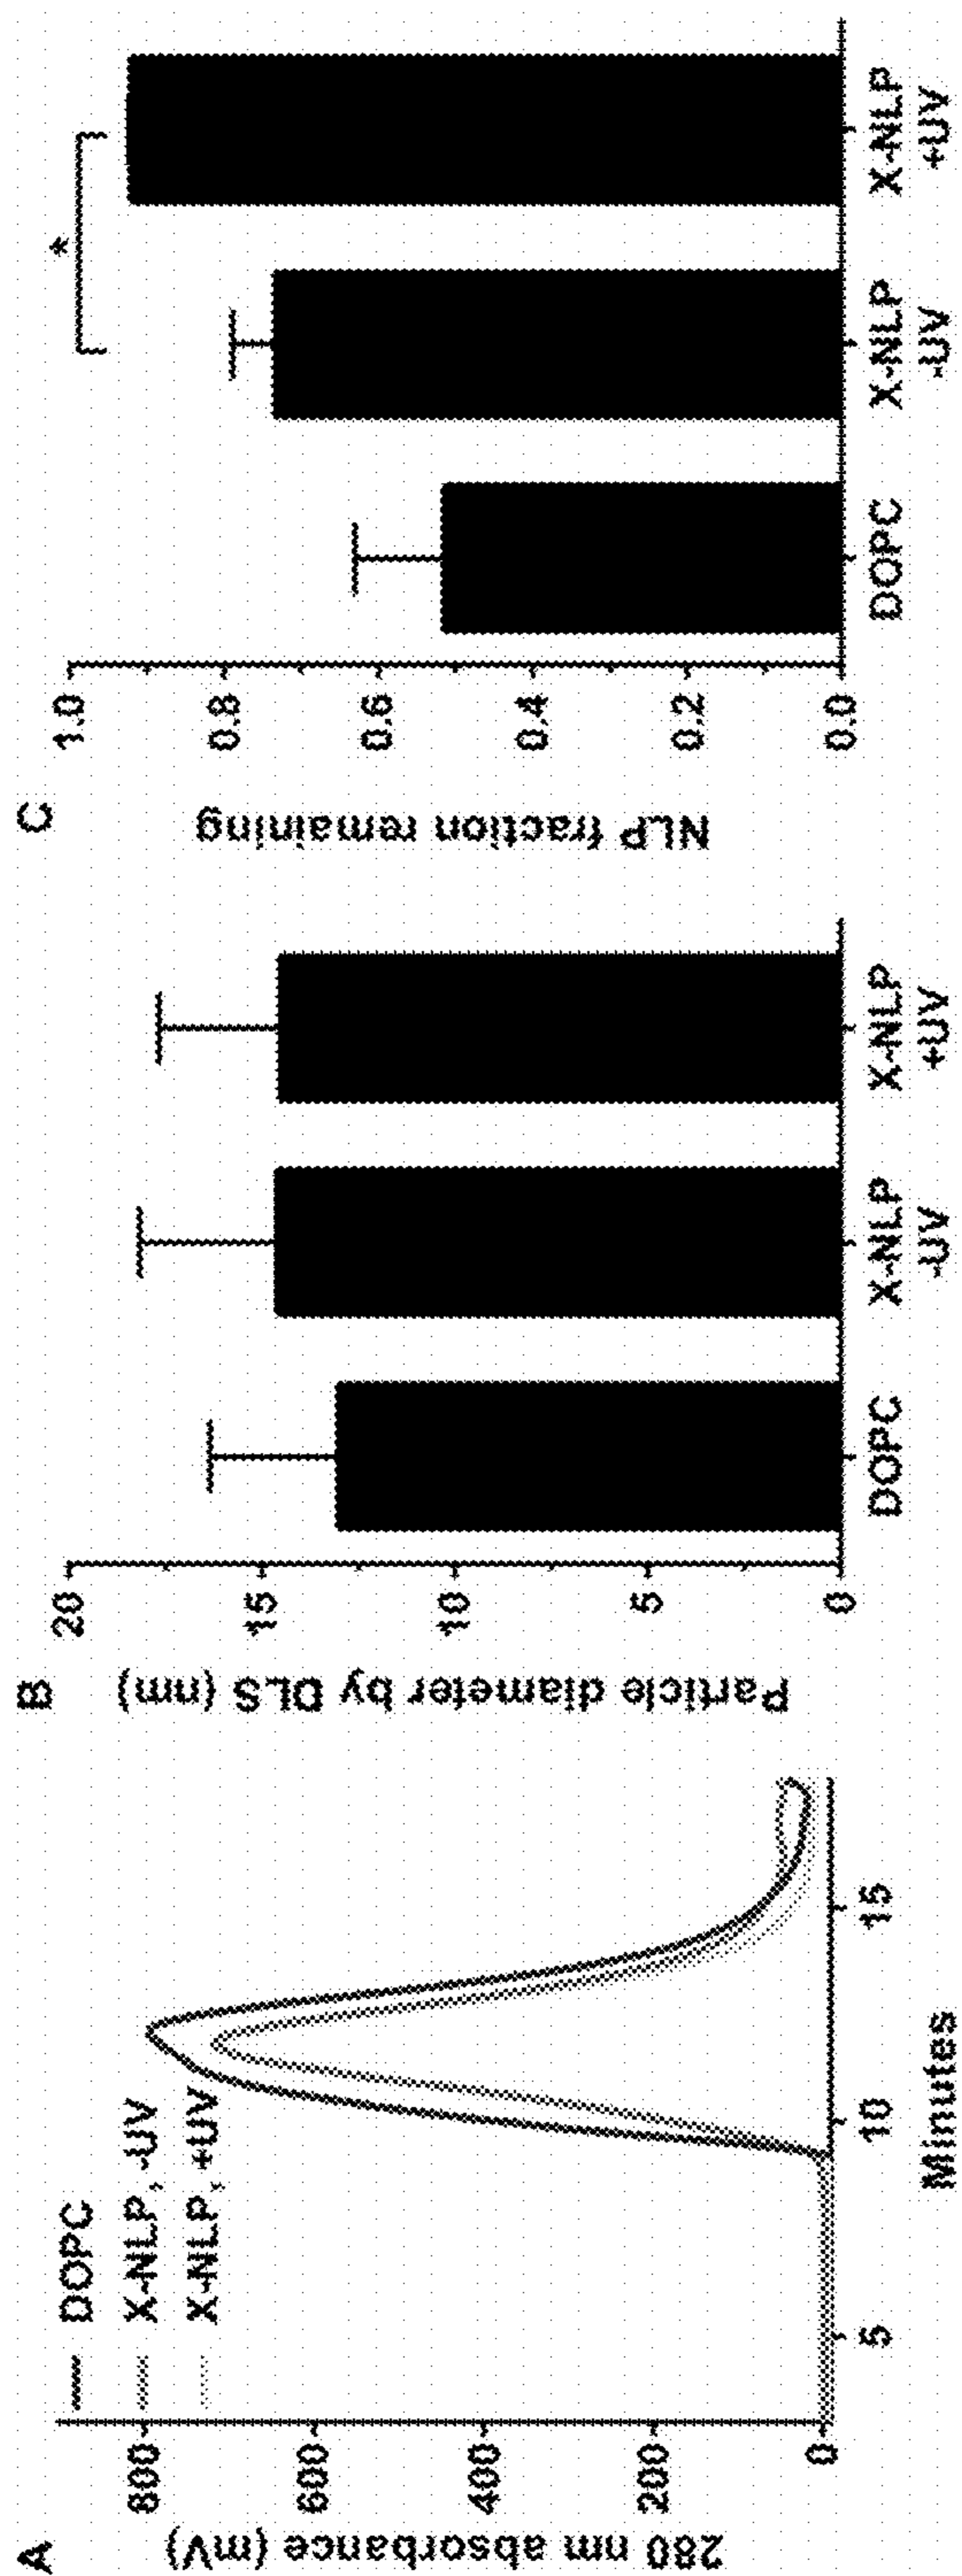 A
280 nm absorbance (mV)
800
600
400
200
0
DOPC
X-NLP, -UV
X-NLP, +UV
5
10
15
Minutes
B
Particle diameter by DLS (nm)
20
15
10
5
0
DOPC
X-NLP
-UV
X-NLP
+UV
C
NLP fraction remaining
1.0
0.8
0.6
0.4
0.2
0.0
*
DOPC
X-NLP
-UV
X-NLP
+UV